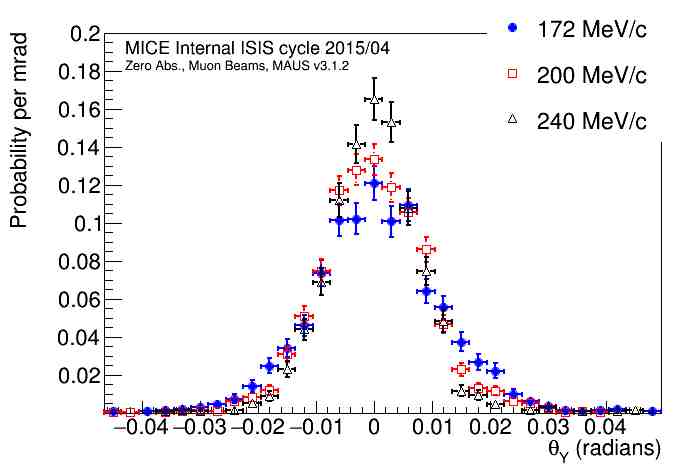 MICE Internal ISIS cycle 2015/04
Zero Abs., Muon Beams, MAUS v3.1.2
172 MeV/c
200 MeV/c
240 MeV/c
Probability per mrad
0.2
0.18
0.16
0.14
0.12
0.1
0.08
0.06
0.04
0.02
−0.04 −0.03 −0.02 −0.01 0 0.01 0.02 0.03 0.04
θY (radians)